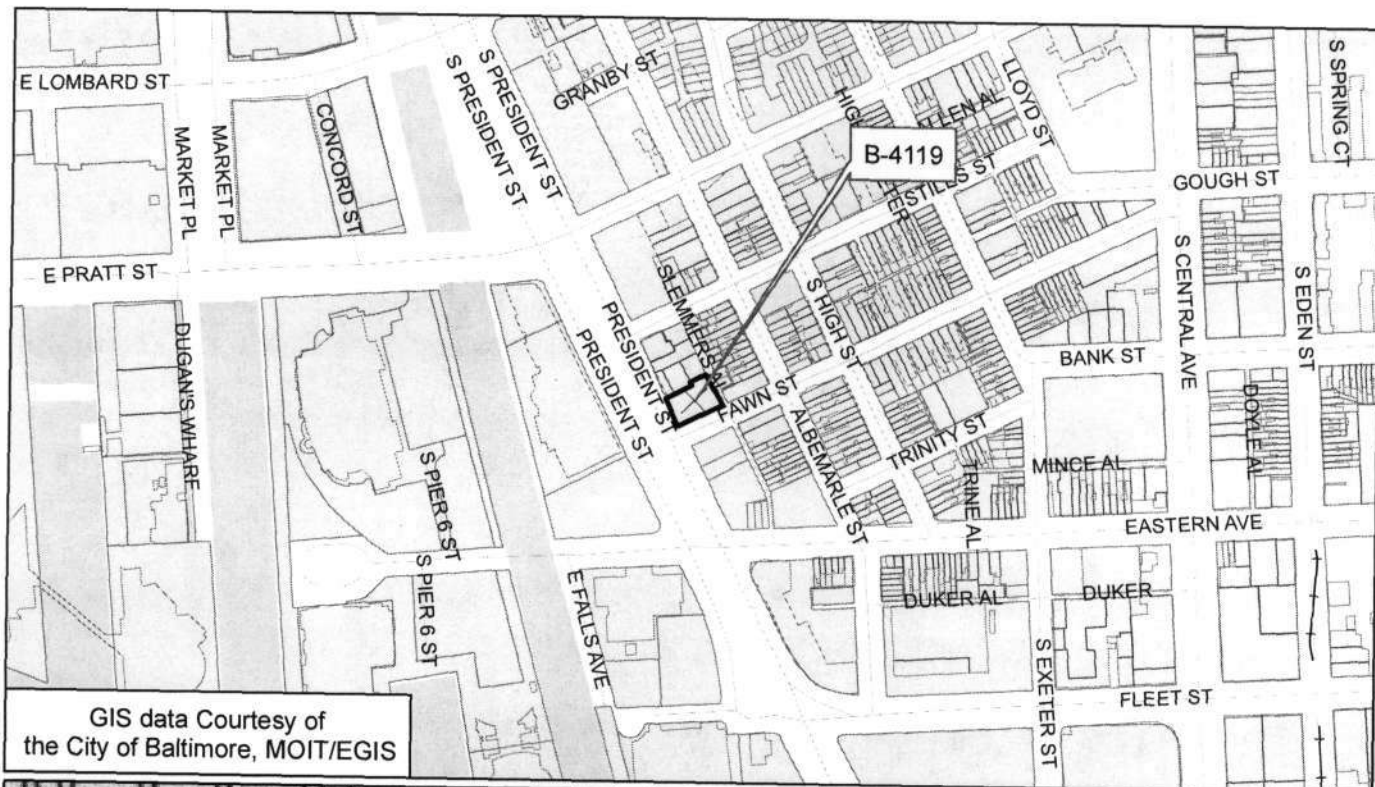 E LOMBARD ST
MARKET PL
MARKET PL
CONCORD ST
S PRESIDENT ST
S PRESIDENT ST
GRANBY ST
LLOYD ST
S SPRING CT
B-4119
STILES ST
GOUGH ST
E PRATT ST
DUGAN'S WHARF
PRESIDENT ST
PRESIDENT ST
S HIGH ST
S CENTRAL AVE
S EDEN ST
BANK ST
FAWN ST
ALBEMARLE ST
TRINITY ST
TRINE AL
MINCE AL
DOYLE AL
EASTERN AVE
S PIER 6 ST
S PIER 6 ST
E FALLS AVE
DUKER AL
DUKER
S EXETER ST
FLEET ST
GIS data Courtesy of
the City of Baltimore, MOIT/EGIS